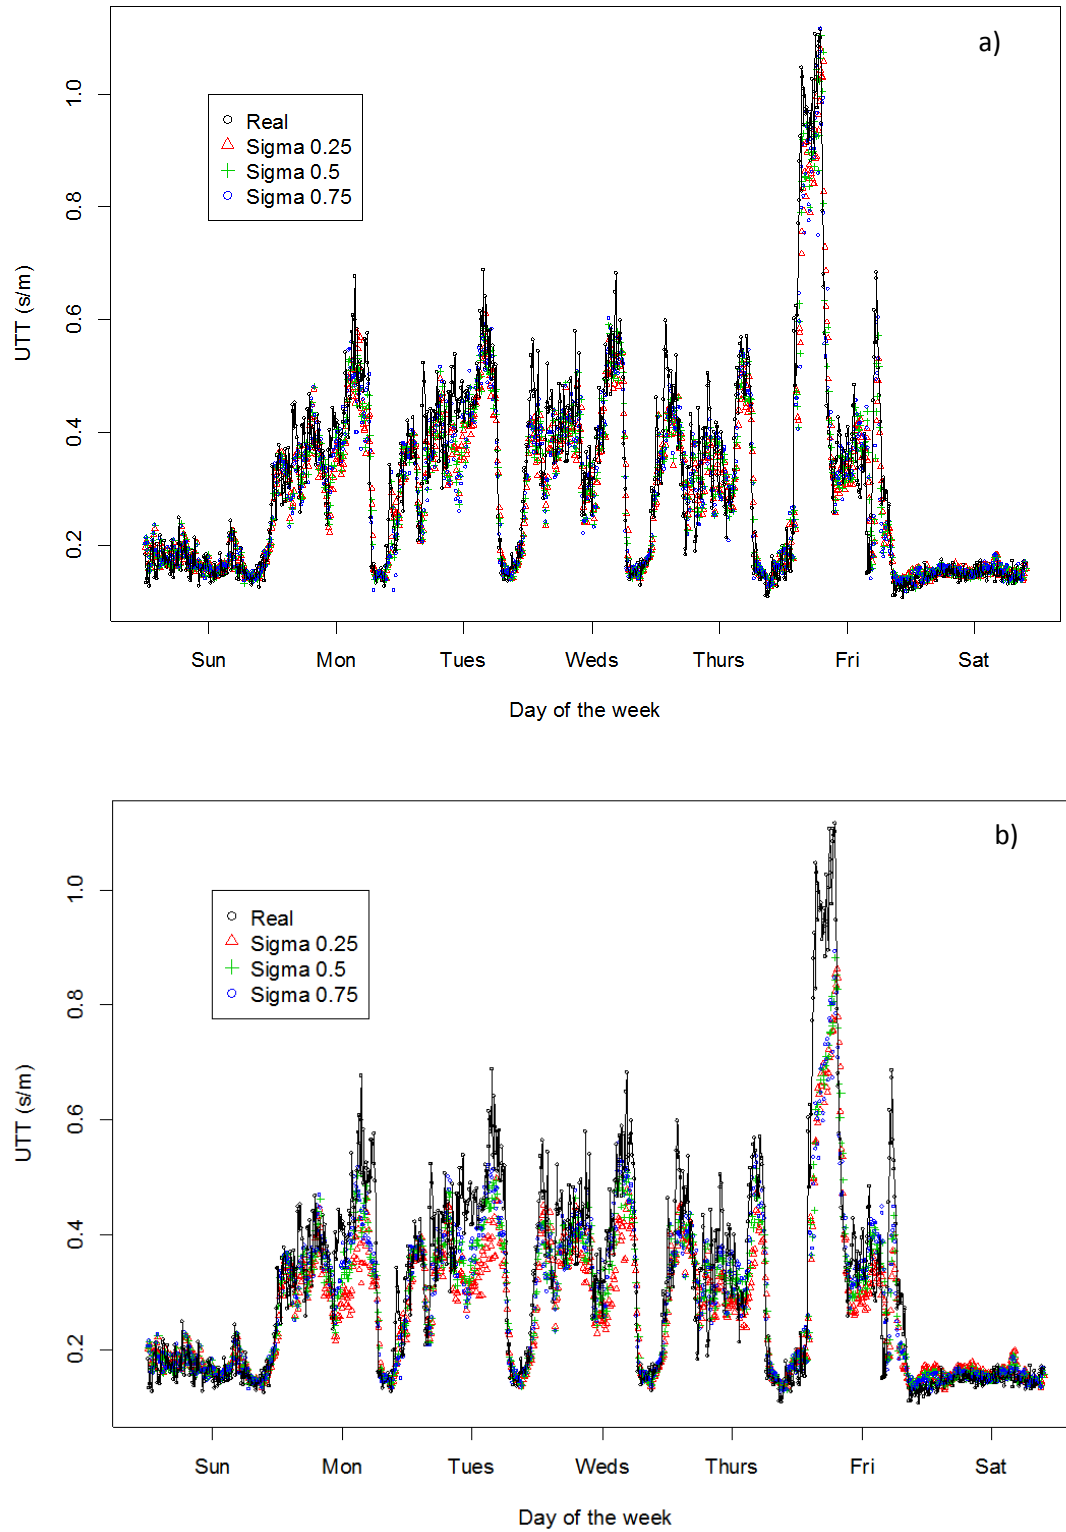 a)
1.0
0.8
0.6
0.4
0.2
UTT (s/m)
Real
Sigma 0.25
Sigma 0.5
Sigma 0.75
Sun Mon Tues Weds Thurs Fri Sat
Day of the week
b)
1.0
0.8
0.6
0.4
0.2
UTT (s/m)
Real
Sigma 0.25
Sigma 0.5
Sigma 0.75
Sun Mon Tues Weds Thurs Fri Sat
Day of the week